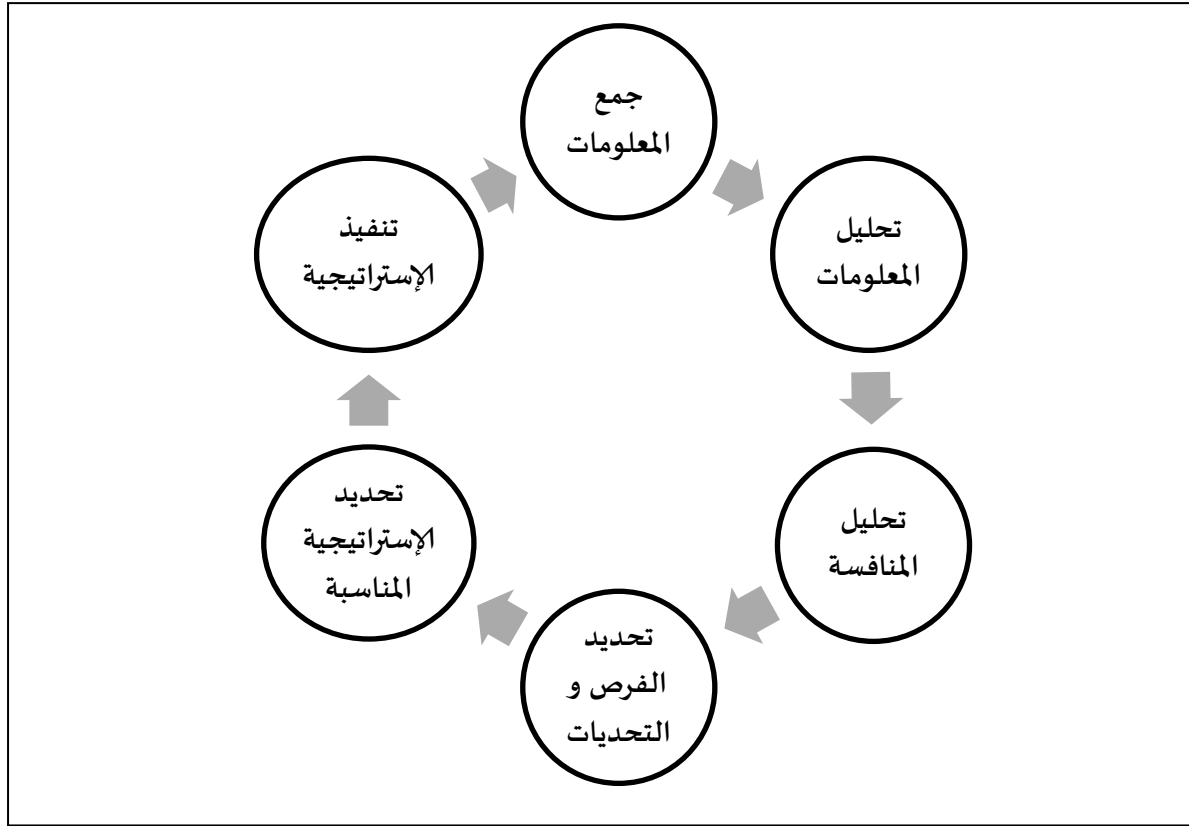 جمع
المعلومات
تحليل
المعلومات
تحليل
المنافسة
تحديد
الفرص و
التحديات
تحديد
الإستراتيجية
المناسبة
تنفيذ
الإستراتيجية